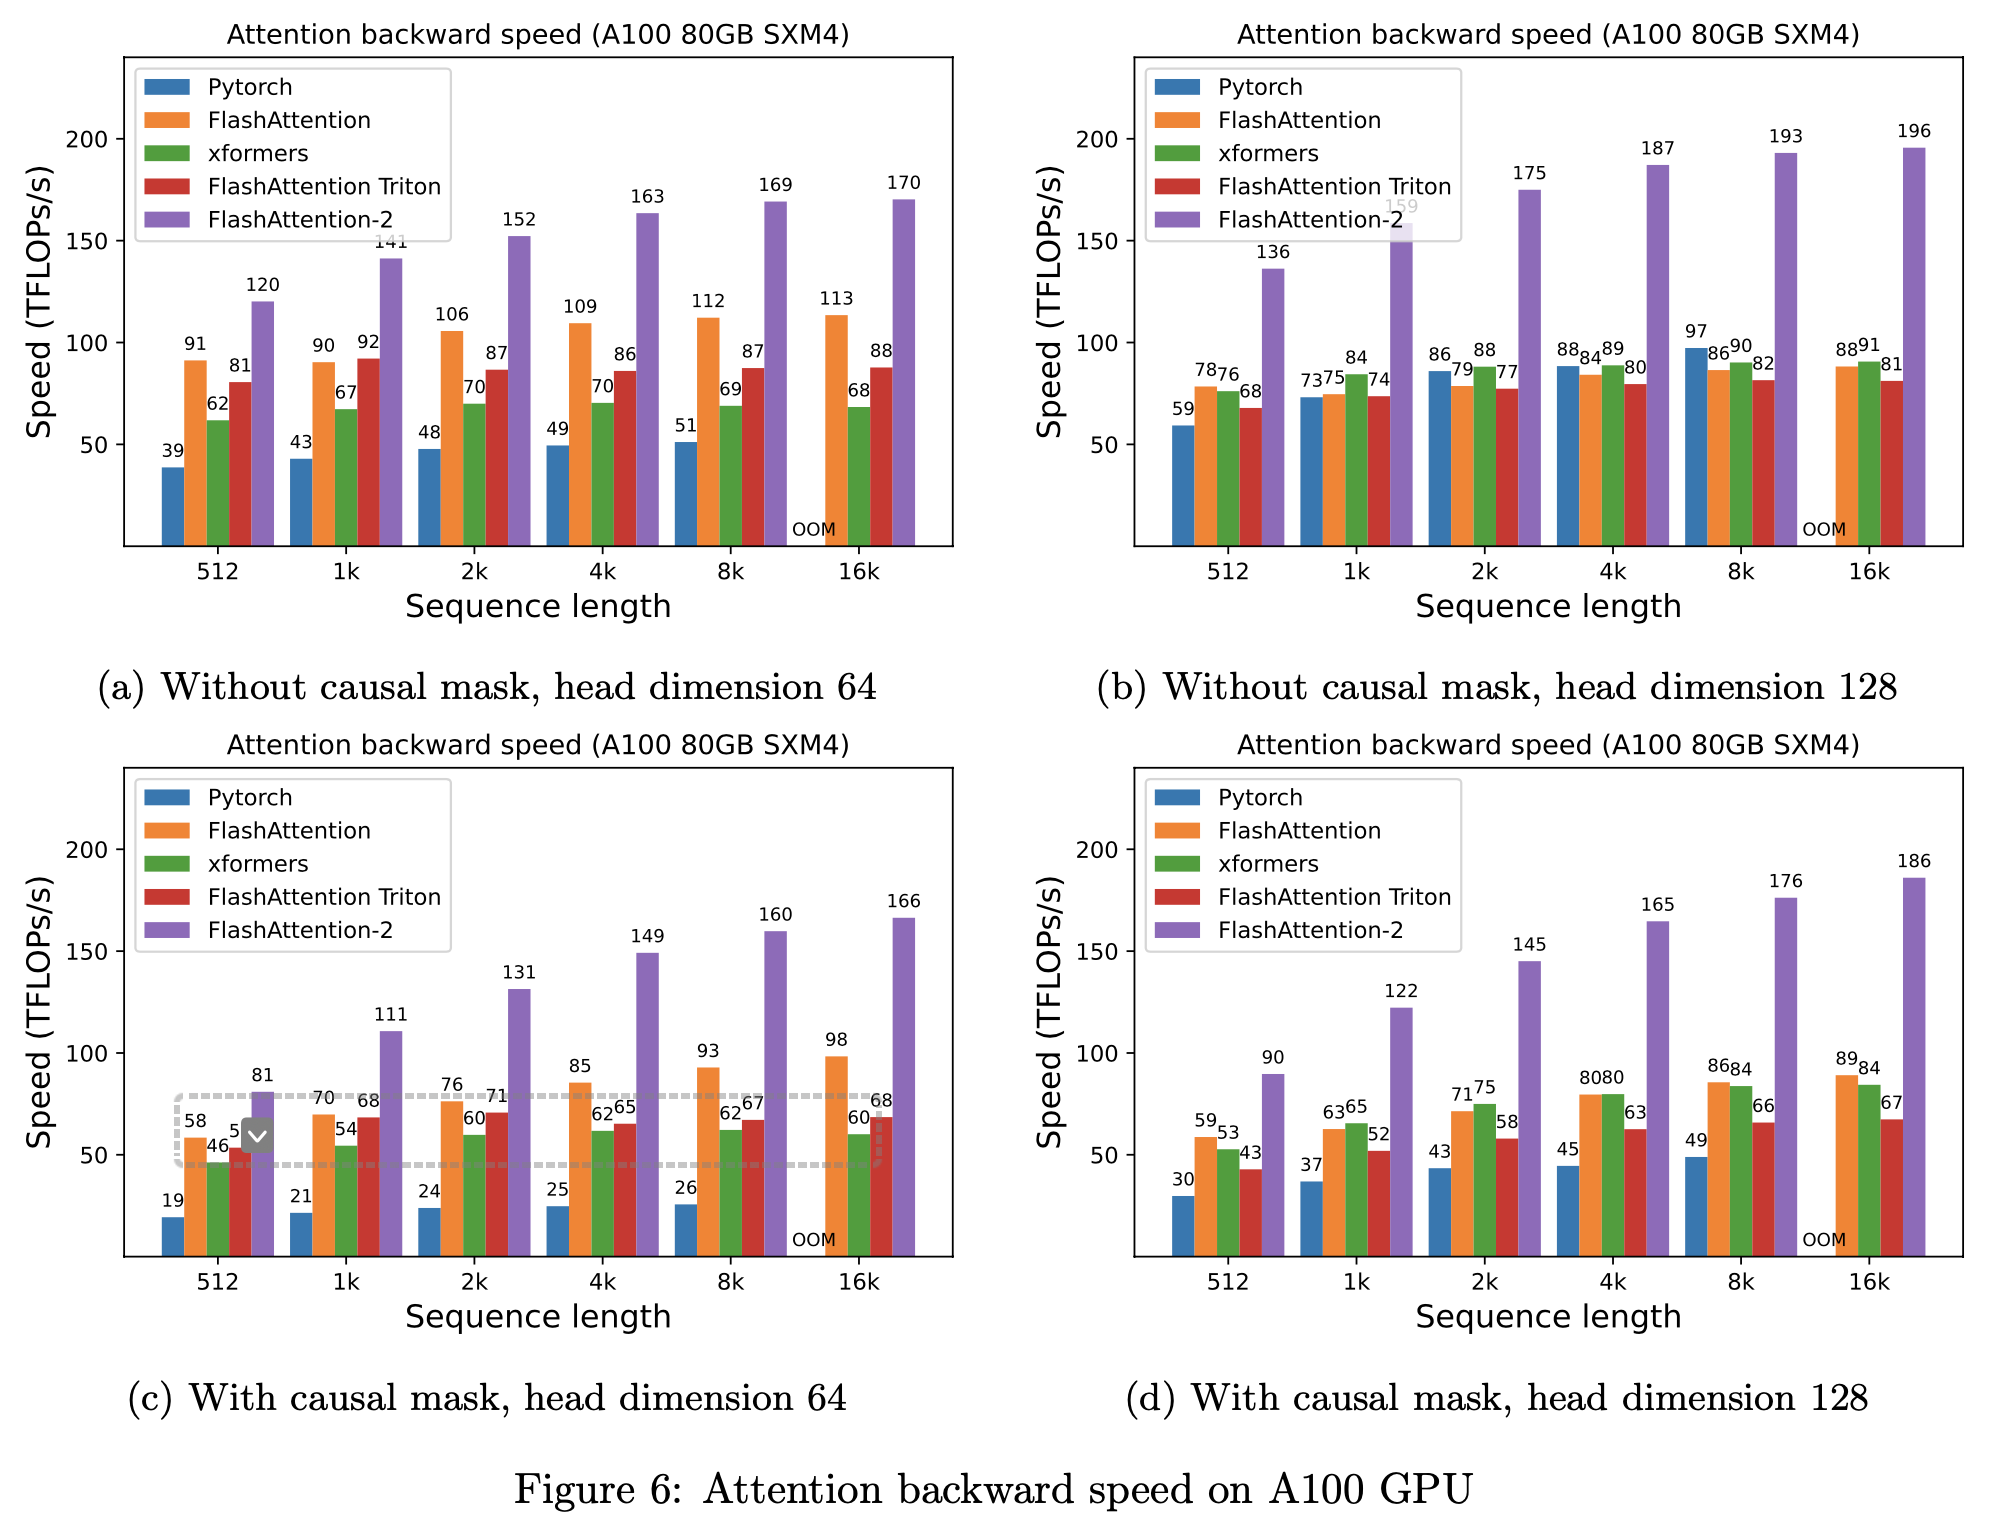 Attention backward speed (A100 80GB SXM4)
Pytorch
FlashAttention
xformers
FlashAttention Triton
FlashAttention-2
Speed (TFLOPs/s)
200
150
100
50
39 91 62 81 120
43 90 67 92 141
48 106 70 87 152
49 109 70 86 163
51 112 69 87 169
OOM 113 68 88 170
512 1k 2k 4k 8k 16k
Sequence length
(a) Without causal mask, head dimension 64
Attention backward speed (A100 80GB SXM4)
Pytorch
FlashAttention
xformers
FlashAttention Triton
FlashAttention-2
Speed (TFLOPs/s)
200
150
100
50
59 78 76 68 136
73 75 84 74 159
86 79 88 77 175
88 84 89 80 187
97 86 90 82 193
OOM 88 91 81 196
512 1k 2k 4k 8k 16k
Sequence length
(b) Without causal mask, head dimension 128
Attention backward speed (A100 80GB SXM4)
Pytorch
FlashAttention
xformers
FlashAttention Triton
FlashAttention-2
Speed (TFLOPs/s)
200
150
100
50
19 58 46 81
21 70 54 68 111
24 76 60 71 131
25 85 62 65 149
26 93 62 67 160
OOM 98 60 68 166
512 1k 2k 4k 8k 16k
Sequence length
(c) With causal mask, head dimension 64
Attention backward speed (A100 80GB SXM4)
Pytorch
FlashAttention
xformers
FlashAttention Triton
FlashAttention-2
Speed (TFLOPs/s)
200
150
100
50
30 59 53 43 90
37 63 65 52 122
43 71 75 58 145
45 80 80 63 165
49 86 84 66 176
OOM 89 84 67 186
512 1k 2k 4k 8k 16k
Sequence length
(d) With causal mask, head dimension 128
Figure 6: Attention backward speed on A100 GPU